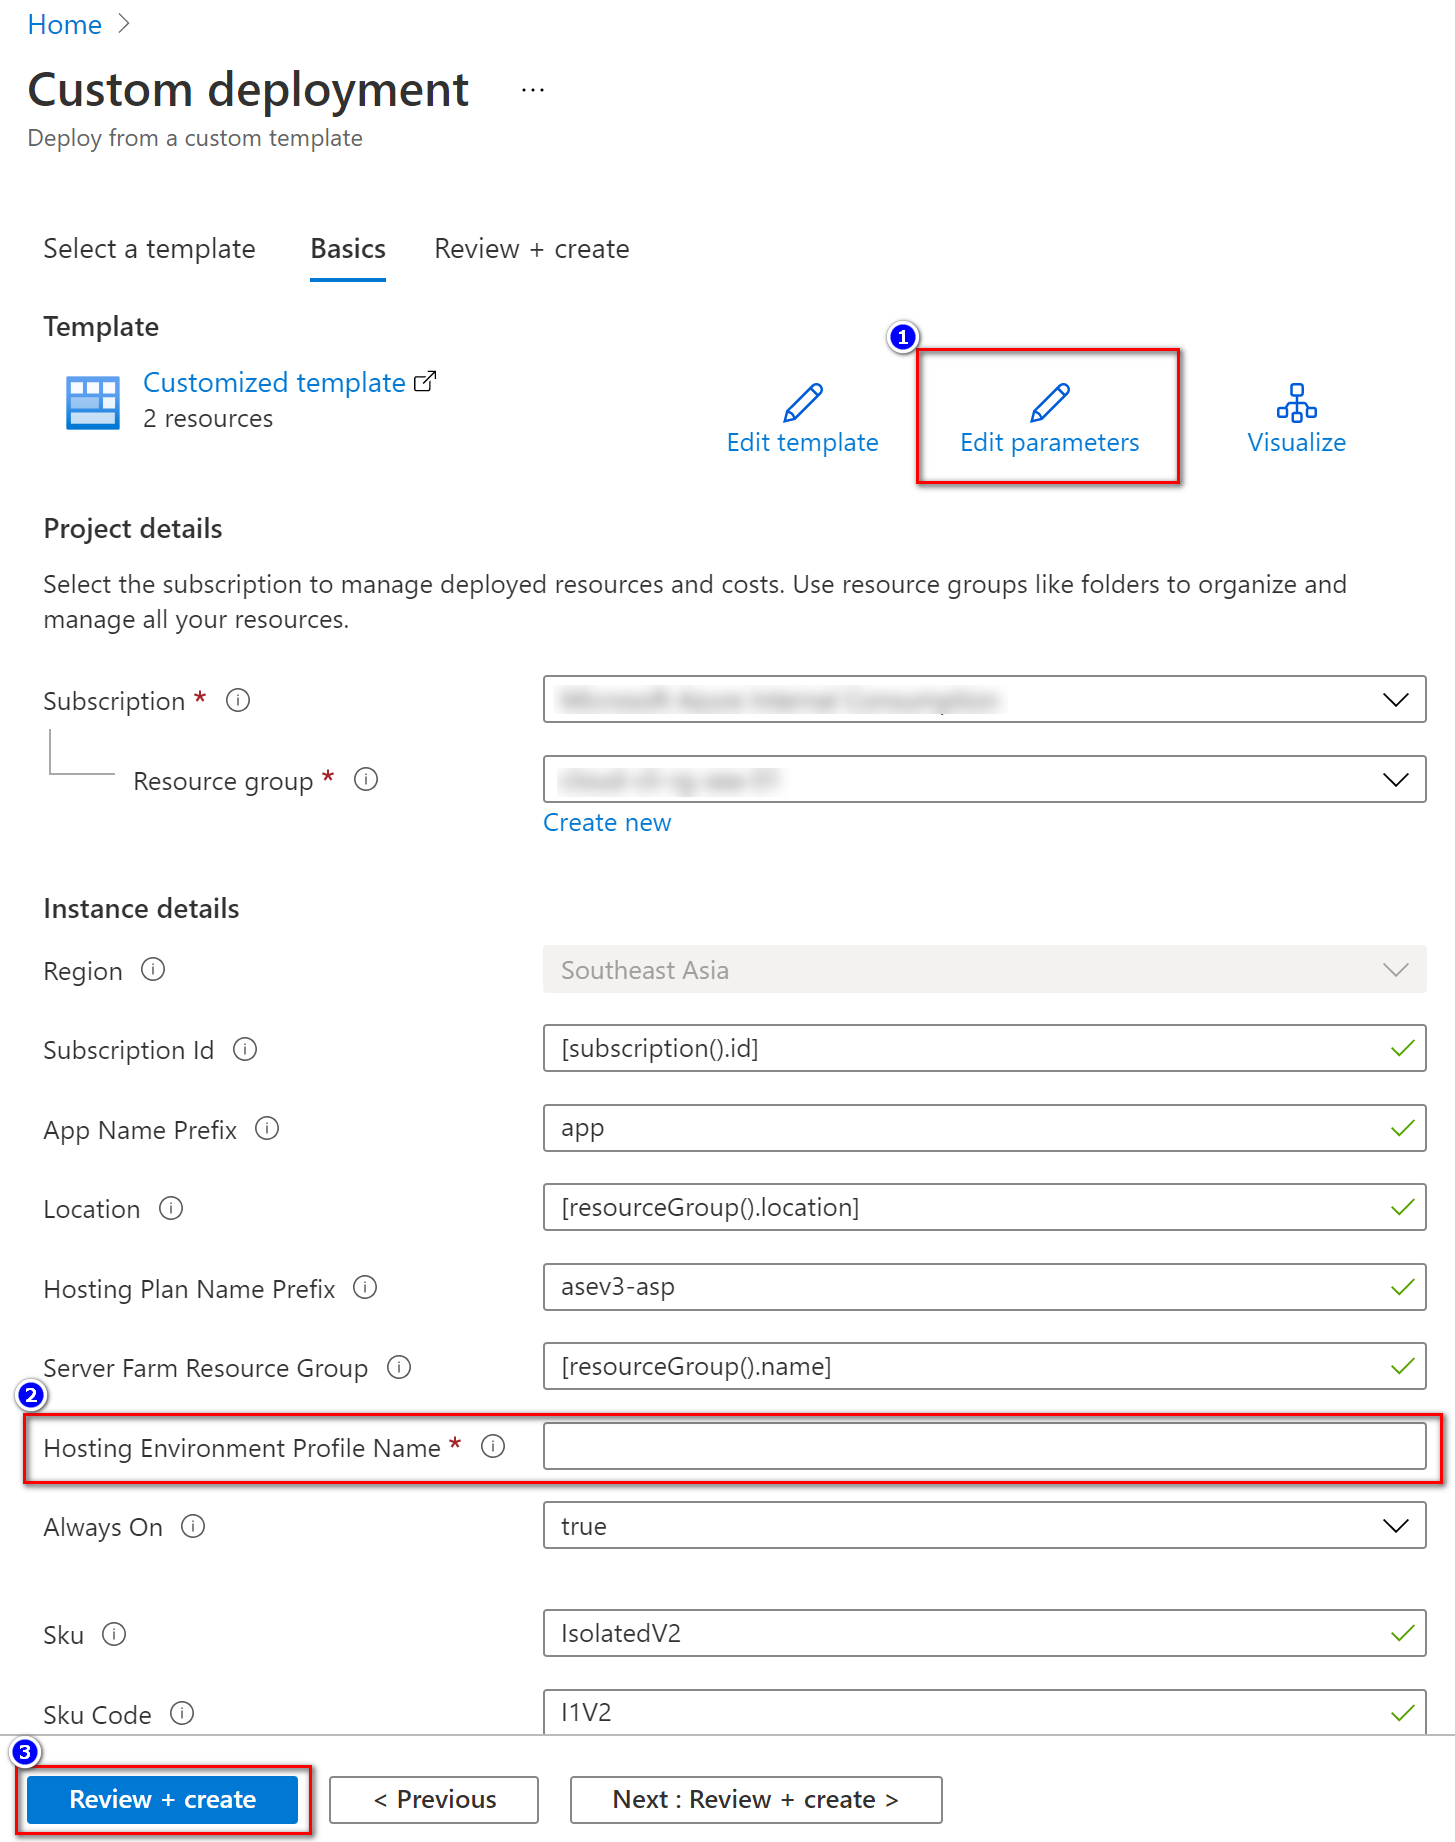 Home
Custom deployment ...
Deploy from a custom template
Select a template Basics Review + create
Template
1
Customized template
2 resources
Edit template Edit parameters Visualize
Project details
Select the subscription to manage deployed resources and costs. Use resource groups like folders to organize and
manage all your resources.
Subscription *
Resource group *
Create new
Instance details
Region Southeast Asia
Subscription Id [subscription().id]
App Name Prefix app
Location [resourceGroup().location]
Hosting Plan Name Prefix asev3-asp
Server Farm Resource Group [resourceGroup().name]
2
Hosting Environment Profile Name *
Always On true
Sku IsolatedV2
Sku Code I1V2
3
Review + create < Previous Next : Review + create >